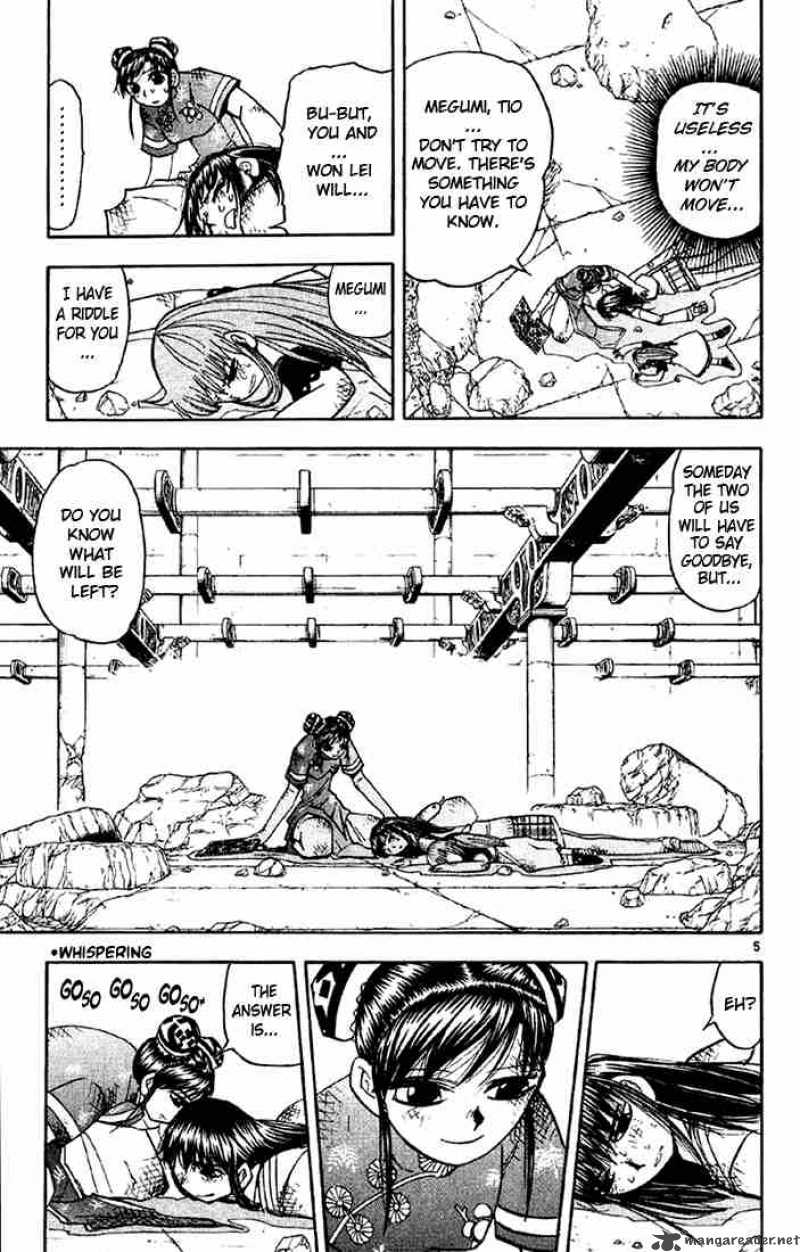 IT'S
USELESS
...
MY BODY
WON'T
MOVE...
MEGUMI, TIO
...
DON'T TRY TO
MOVE. THERE'S
SOMETHING
YOU HAVE TO
KNOW.
BU-BUT,
YOU AND
...
WON LEI
WILL...
........
MEGUMI
...
I HAVE
A RIDDLE
FOR YOU
...
SOMEDAY
THE TWO
OF US
WILL HAVE
TO SAY
GOODBYE,
BUT...
DO YOU
KNOW
WHAT
WILL BE
LEFT?
5
EH?
THE
ANSWER
IS...
GOSO GOSO GOSO*
*WHISPERING
mangareader.net